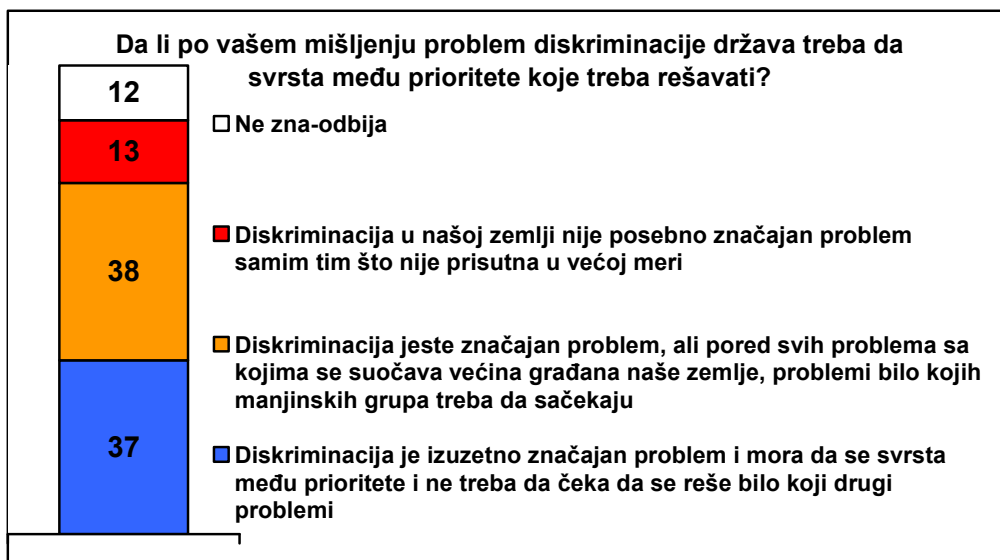 Da li po vašem mišljenju problem diskriminacije država treba da
svrsta među prioritete koje treba rešavati?
12
Ne zna-odbija
13
Diskriminacija u našoj zemlji nije posebno značajan problem
samim tim što nije prisutna u većoj meri
38
Diskriminacija jeste značajan problem, ali pored svih problema sa
kojima se suočava većina građana naše zemlje, problemi bilo kojih
manjinskih grupa treba da sačekaju
37
Diskriminacija je izuzetno značajan problem i mora da se svrsta
među prioritete i ne treba da čeka da se reše bilo koji drugi
problemi